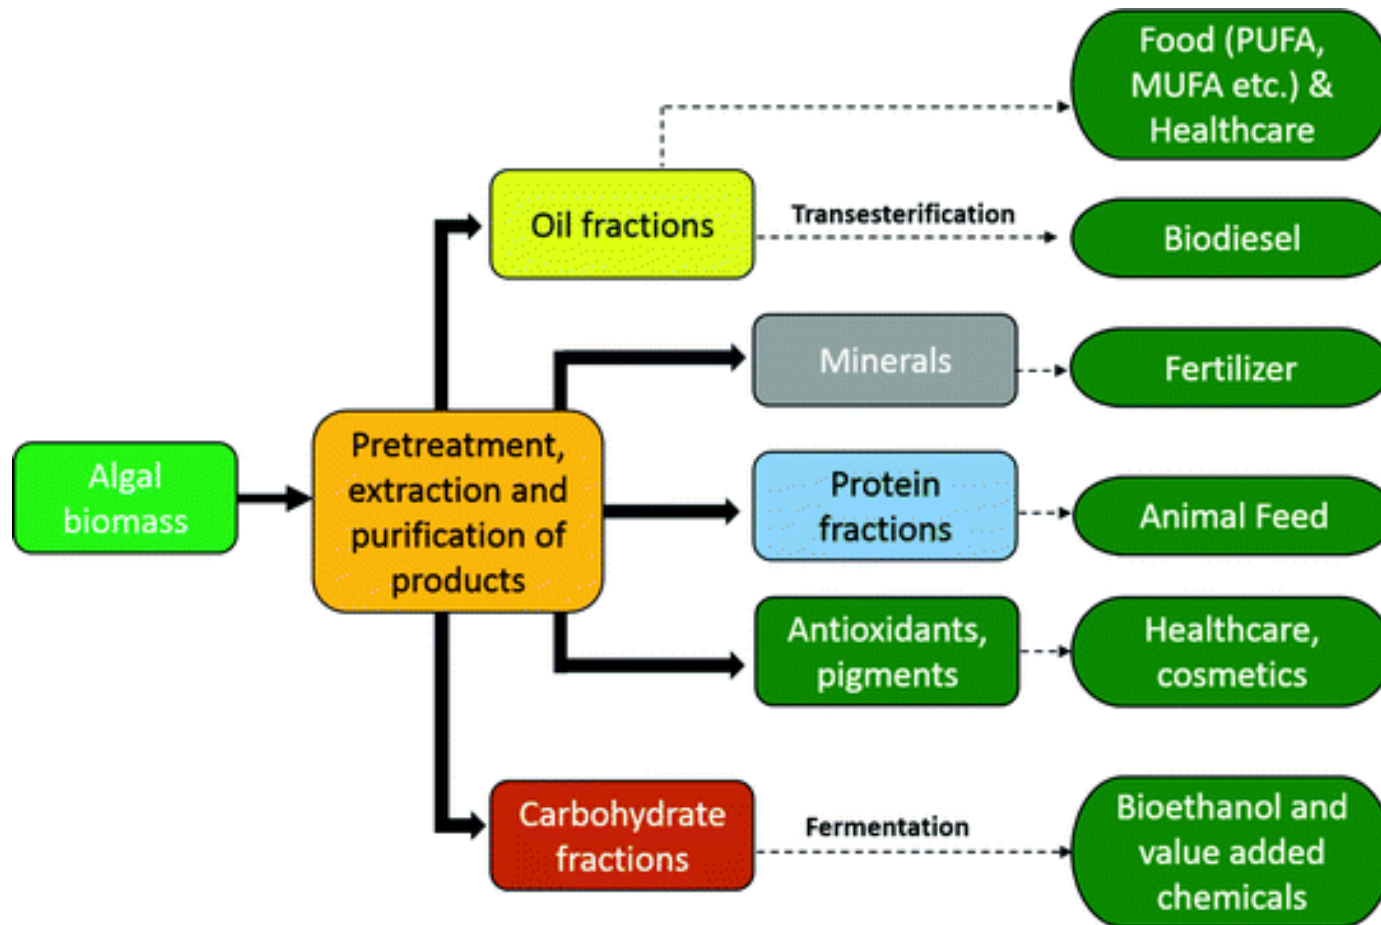 Food (PUFA,
MUFA etc.) &
Healthcare
Oil fractions
Transesterification
Biodiesel
Minerals
Fertilizer
Algal
biomass
Pretreatment,
extraction and
purification of
products
Protein
fractions
Animal Feed
Antioxidants,
pigments
Healthcare,
cosmetics
Carbohydrate
fractions
Fermentation
Bioethanol and
value added
chemicals